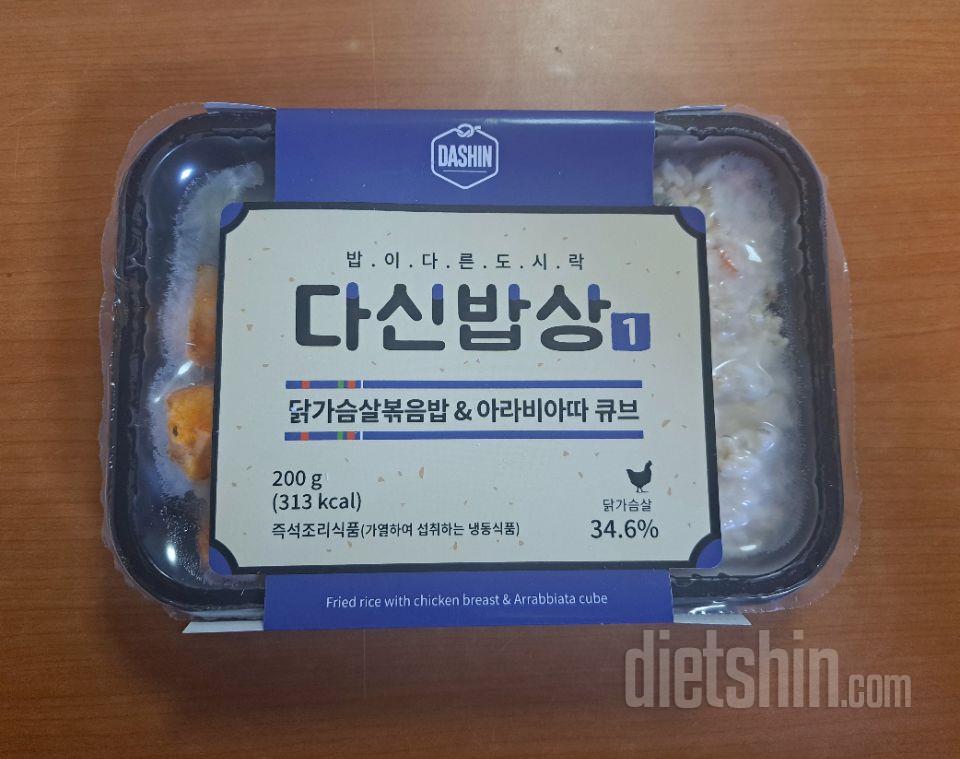 DASHIN
밥.이.다.른.도.시.락
다신밥상 1
닭가슴살볶음밥 & 아라비아따 큐브
200 g
(313 kcal)
즉석조리식품(가열하여 섭취하는 냉동식품)
닭가슴살
34.6%
Fried rice with chicken breast & Arrabbiata cube
dietshin.com